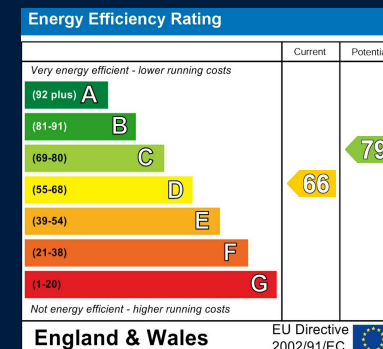 Energy Efficiency Rating
Current
Very energy efficient - lower running costs
(92 plus) A
(81-91) B
(69-80) C
79
(55-68) D
66
(39-54) E
(21-38) F
(1-20) G
Not energy efficient - higher running costs
England & Wales
EU Directive
2002/91/EC